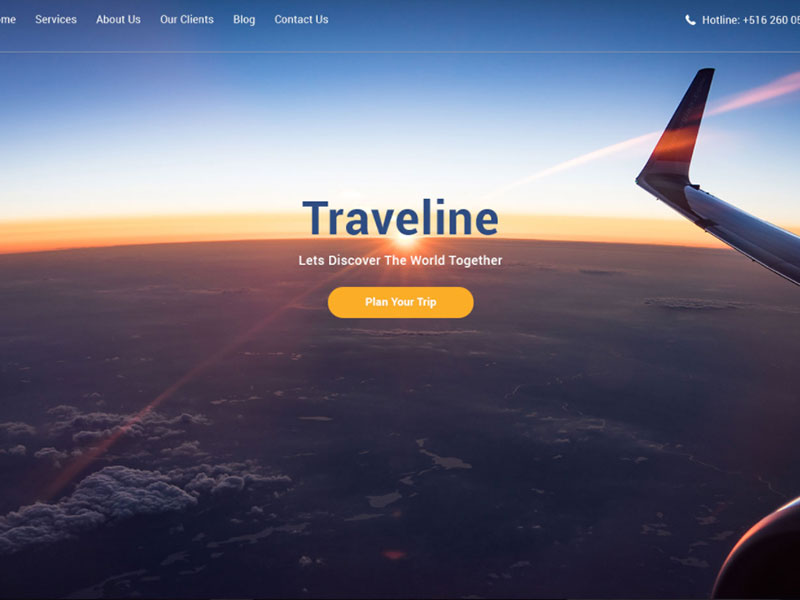 ome Services About Us Our Clients Blog Contact Us Hotline: +516 260 05
Traveline
Lets Discover The World Together
Plan Your Trip